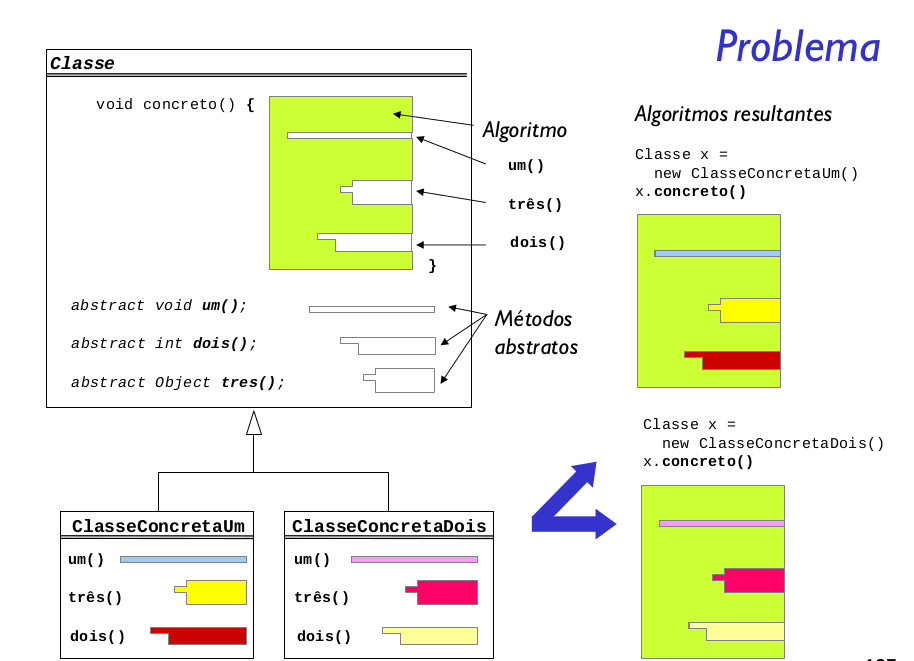 Problema
Classe
void concreto() {
Algoritmo
um()
três()
dois()
}
abstract void um();
abstract int dois();
abstract Object tres();
Métodos
abstratos
ClasseConcretaUm
um()
três()
dois()
ClasseConcretaDois
um()
três()
dois()
Algoritmos resultantes
Classe x =
new ClasseConcretaUm()
x.concreto()
Classe x =
new ClasseConcretaDois()
x.concreto()